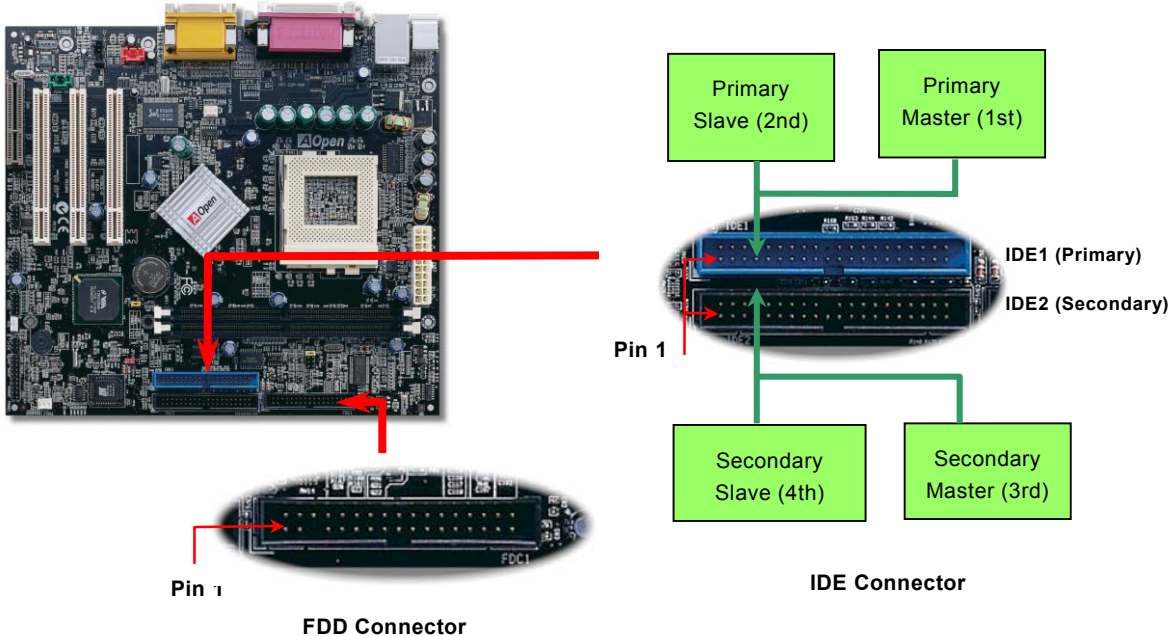 AOpen
AOpen
Primary
Slave (2nd)
Primary
Master (1st)
IDE1
IDE1 (Primary)
IDE2 (Secondary)
IDE2
Pin 1
Secondary
Slave (4th)
Secondary
Master (3rd)
FDC1
Pin 1
IDE Connector
FDD Connector